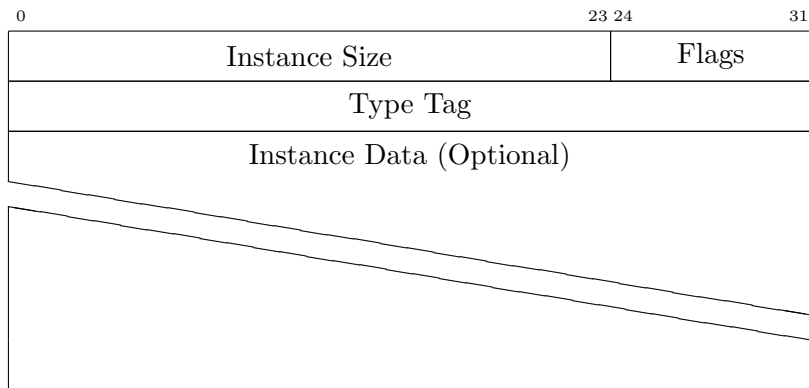 0 23 24 31
Instance Size Flags
Type Tag
Instance Data (Optional)